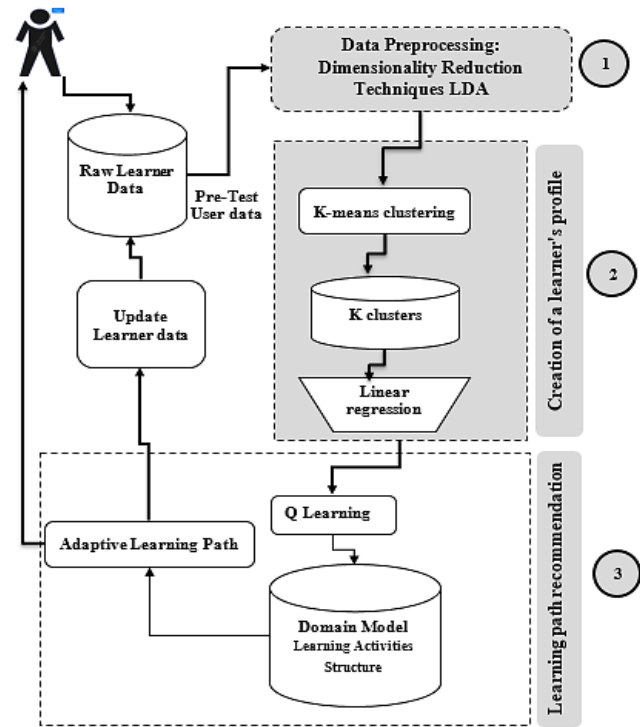 Data Preprocessing:
Dimensionality Reduction
Techniques LDA
1
Raw Learner
Data
Pre-Test
User data
K-means clustering
K clusters
Linear
regression
Creation of a learner's profile
2
Update
Learner data
Q Learning
Adaptive Learning Path
Domain Model
Learning Activities
Structure
Learning path recommendation
3